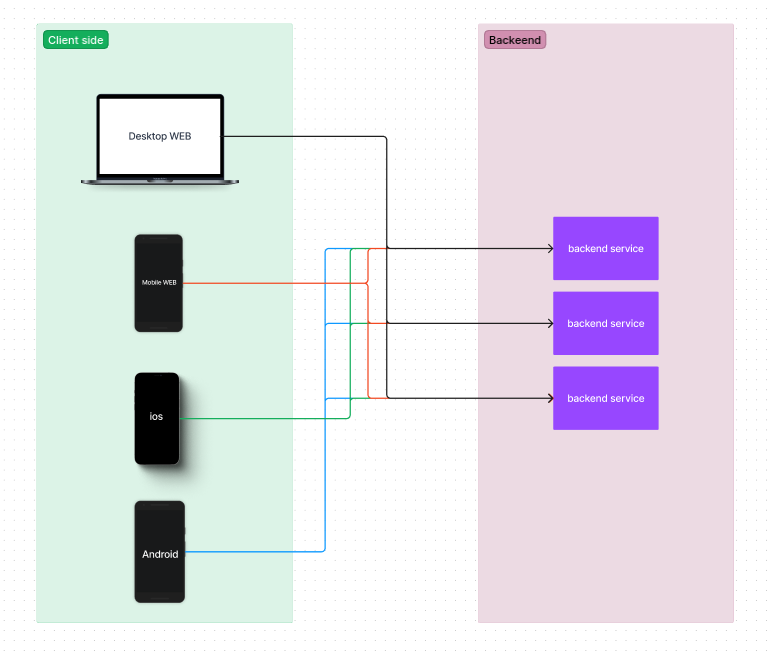 Client side
Backeend
Desktop WEB
Mobile WEB
ios
Android
backend service
backend service
backend service